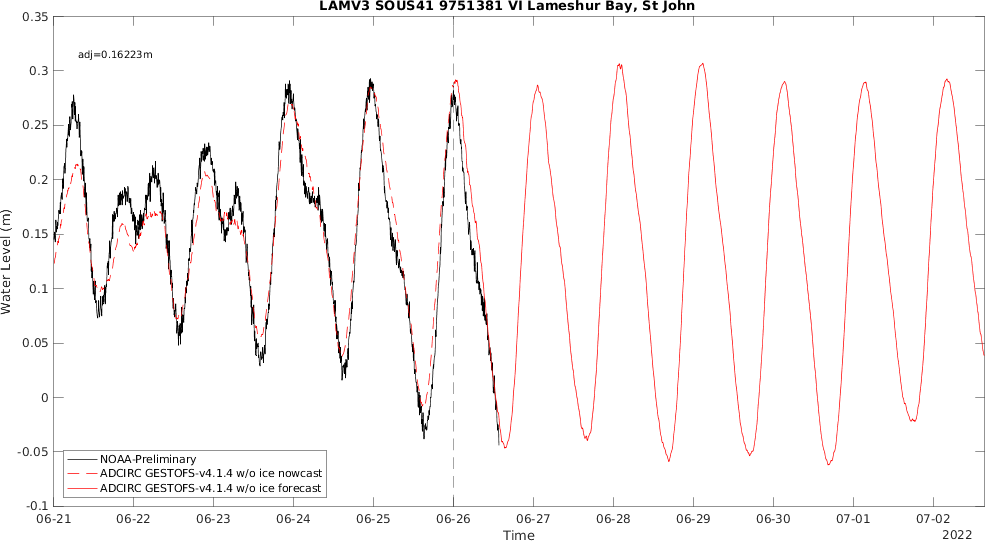 LAMV3 SOUS41 9751381 VI Lameshur Bay, St John
adj=0.16223m
0.35
0.3
0.25
0.2
0.15
0.1
0.05
0
-0.05
-0.1
Water Level (m)
NOAA-Preliminary
ADCIRC GESTOFS-v4.1.4 w/o ice nowcast
ADCIRC GESTOFS-v4.1.4 w/o ice forecast
06-21 06-22 06-23 06-24 06-25 06-26 06-27 06-28 06-29 06-30 07-01 07-02
Time
2022